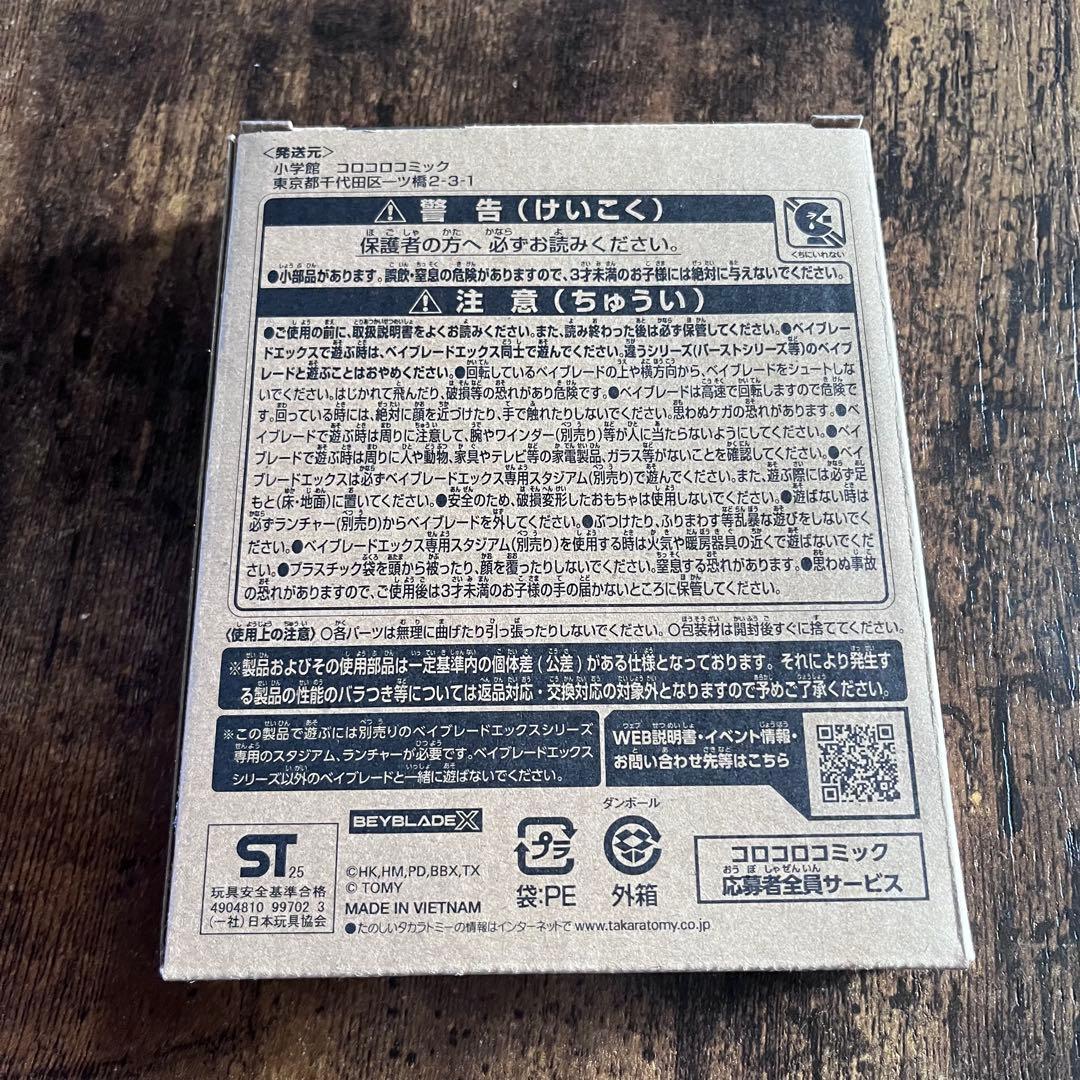 <発送元>
小学館 コロコロコミック
東京都千代田区一ツ橋2-3-1
警告(けいこく)
保護者の方へ 必ずお読みください。
くちにいれない
●小部品があります。誤飲・窒息の危険がありますので、3才未満のお子様には絶対に与えないでください。
注意(ちゅうい)
●ご使用の前に、取扱説明書をよくお読みください。また、読み終わった後は必ず保管してください。●ベイブレー
ドエックスで遊ぶ時は、ベイブレードエックス同士で遊んでください。違うシリーズ(バーストシリーズ等)のベイブ
レードと遊ぶことはおやめください。●回転しているベイブレードの上や横方向から、ベイブレードをシュートしな
いでください。はじかれて飛んだり、破損等の恐れがあり危険です。●ベイブレードは高速で回転しますので危険で
す。回っている時には、絶対に顔を近づけたり、手で触れたりしないでください。思わぬケガの恐れがあります。●ベ
イブレードで遊ぶ時は周りに注意して、腕やワインダー(別売り)等が人に当たらないようにしてください。●ベイ
ブレードで遊ぶ時は周りに人や動物、家具やテレビ等の家電製品、ガラス等がないことを確認してください。●ベイブ
レードエックスは必ずベイブレードエックス専用スタジアム(別売り)で遊んでください。また、遊ぶ際には必ず足
もと(床・地面)に置いてください。●安全のため、破損変形したおもちゃは使用しないでください。●遊ばない時は
必ずランチャー(別売り)からベイブレードを外してください。●ぶつけたり、ふりまわす等乱暴な遊びをしないでく
ださい。●ベイブレードエックス専用スタジアム(別売り)を使用する時は火気や暖房器具の近くで遊ばないでくださ
い。●プラスチック袋を頭から被ったり、顔を覆ったりしないでください。窒息する恐れがあります。●思わぬ事故
の恐れがありますので、ご使用後は3才未満のお子様の手の届かないところに保管してください。
〈使用上の注意〉○各パーツは無理に曲げたり引っ張ったりしないでください。○包装材は開封後すぐに捨ててください。
※製品およびその使用部品は一定基準内の個体差(公差)がある仕様となっております。それにより発生す
る製品の性能のバラつき等については返品対応・交換対応の対象外となりますので予めご了承ください。
※この製品で遊ぶには別売りのベイブレードエックスシリーズ
専用のスタジアム、ランチャーが必要です。ベイブレードエックス
シリーズ以外のベイブレードと一緒に遊ばないでください。
WEB説明書・イベント情報・
お問い合わせ先等はこちら
ST 25
玩具安全基準合格
4904810 99702 3
(一社)日本玩具協会
BEYBLADE X
©HK,HM,PD,BBX,TX
© TOMY
MADE IN VIETNAM
プラ
袋:PE
ダンボール
外箱
コロコロコミック
応募者全員サービス
●たのしいタカラトミーの情報はインターネットで www.takaratomy.co.jp